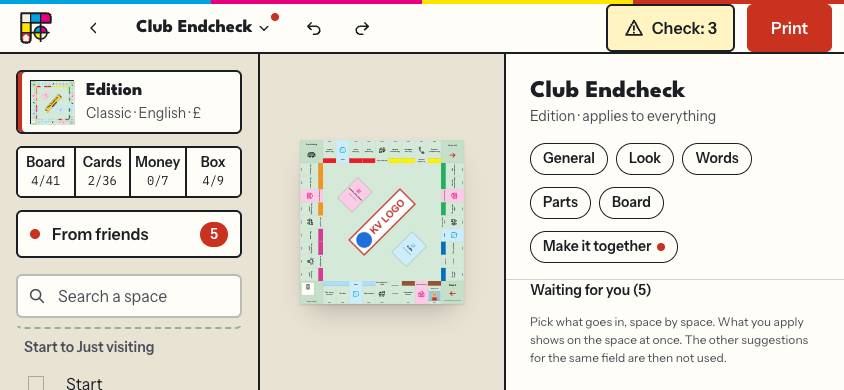 Club Endcheck
Check: 3
Print
Edition
Classic · English · £
Board
4/41
Cards
2/36
Money
0/7
Box
4/9
From friends
5
Search a space
Start to Just visiting
Start
KV LOGO
Club Endcheck
Edition · applies to everything
General
Look
Words
Parts
Board
Make it together
Waiting for you (5)
Pick what goes in, space by space. What you apply
shows on the space at once. The other suggestions
for the same field are then not used.